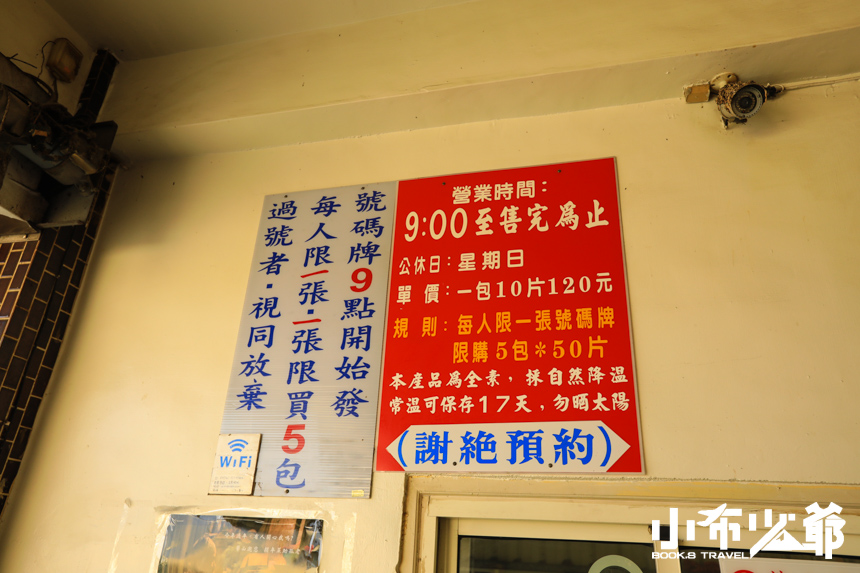 號碼牌9點開始發
每人限一張·一張限買5包
過號者·視同放棄
營業時間:
9:00至售完為止
公休日:星期日
單價:一包10片120元
規則:每人限一張號碼牌
限購5包*50片
本產品為全素,採自然降溫
常溫可保存17天,勿晒太陽
(謝絕預約)
WiFi
小布少爺
BOOK.B TRAVEL